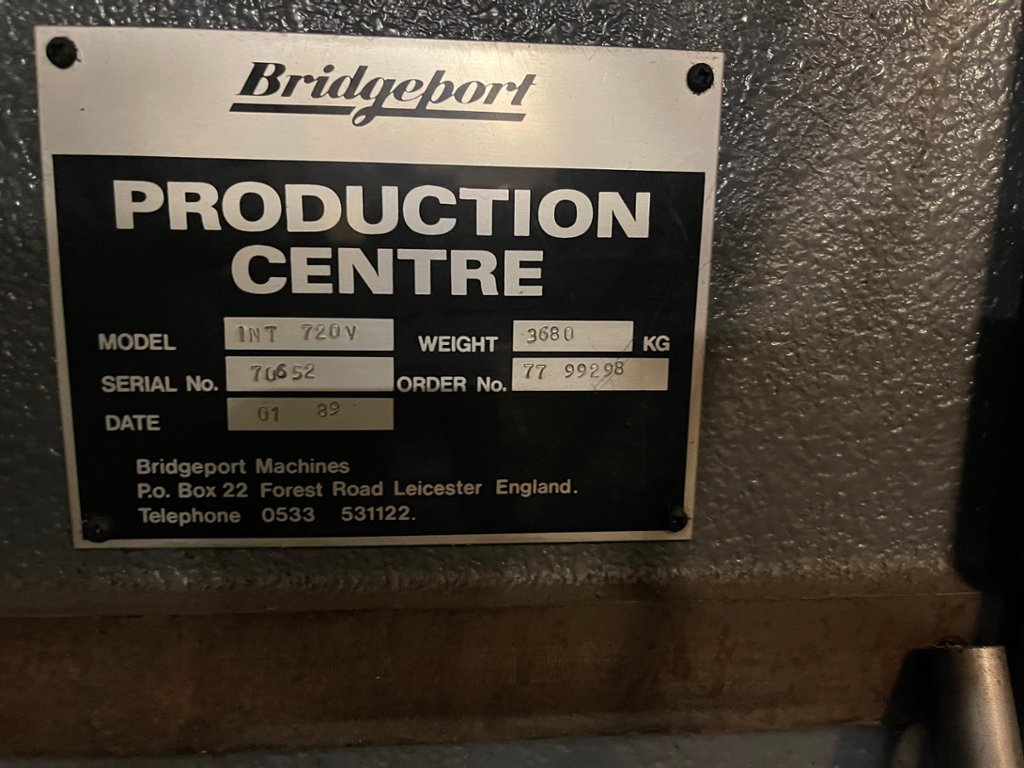 Bridgeport
PRODUCTION
CENTRE
MODEL INT 720V WEIGHT 3680 KG
SERIAL No. 70652 ORDER No. 77 99298
DATE 01 89
Bridgeport Machines
P.o. Box 22 Forest Road Leicester England.
Telephone 0533 531122.